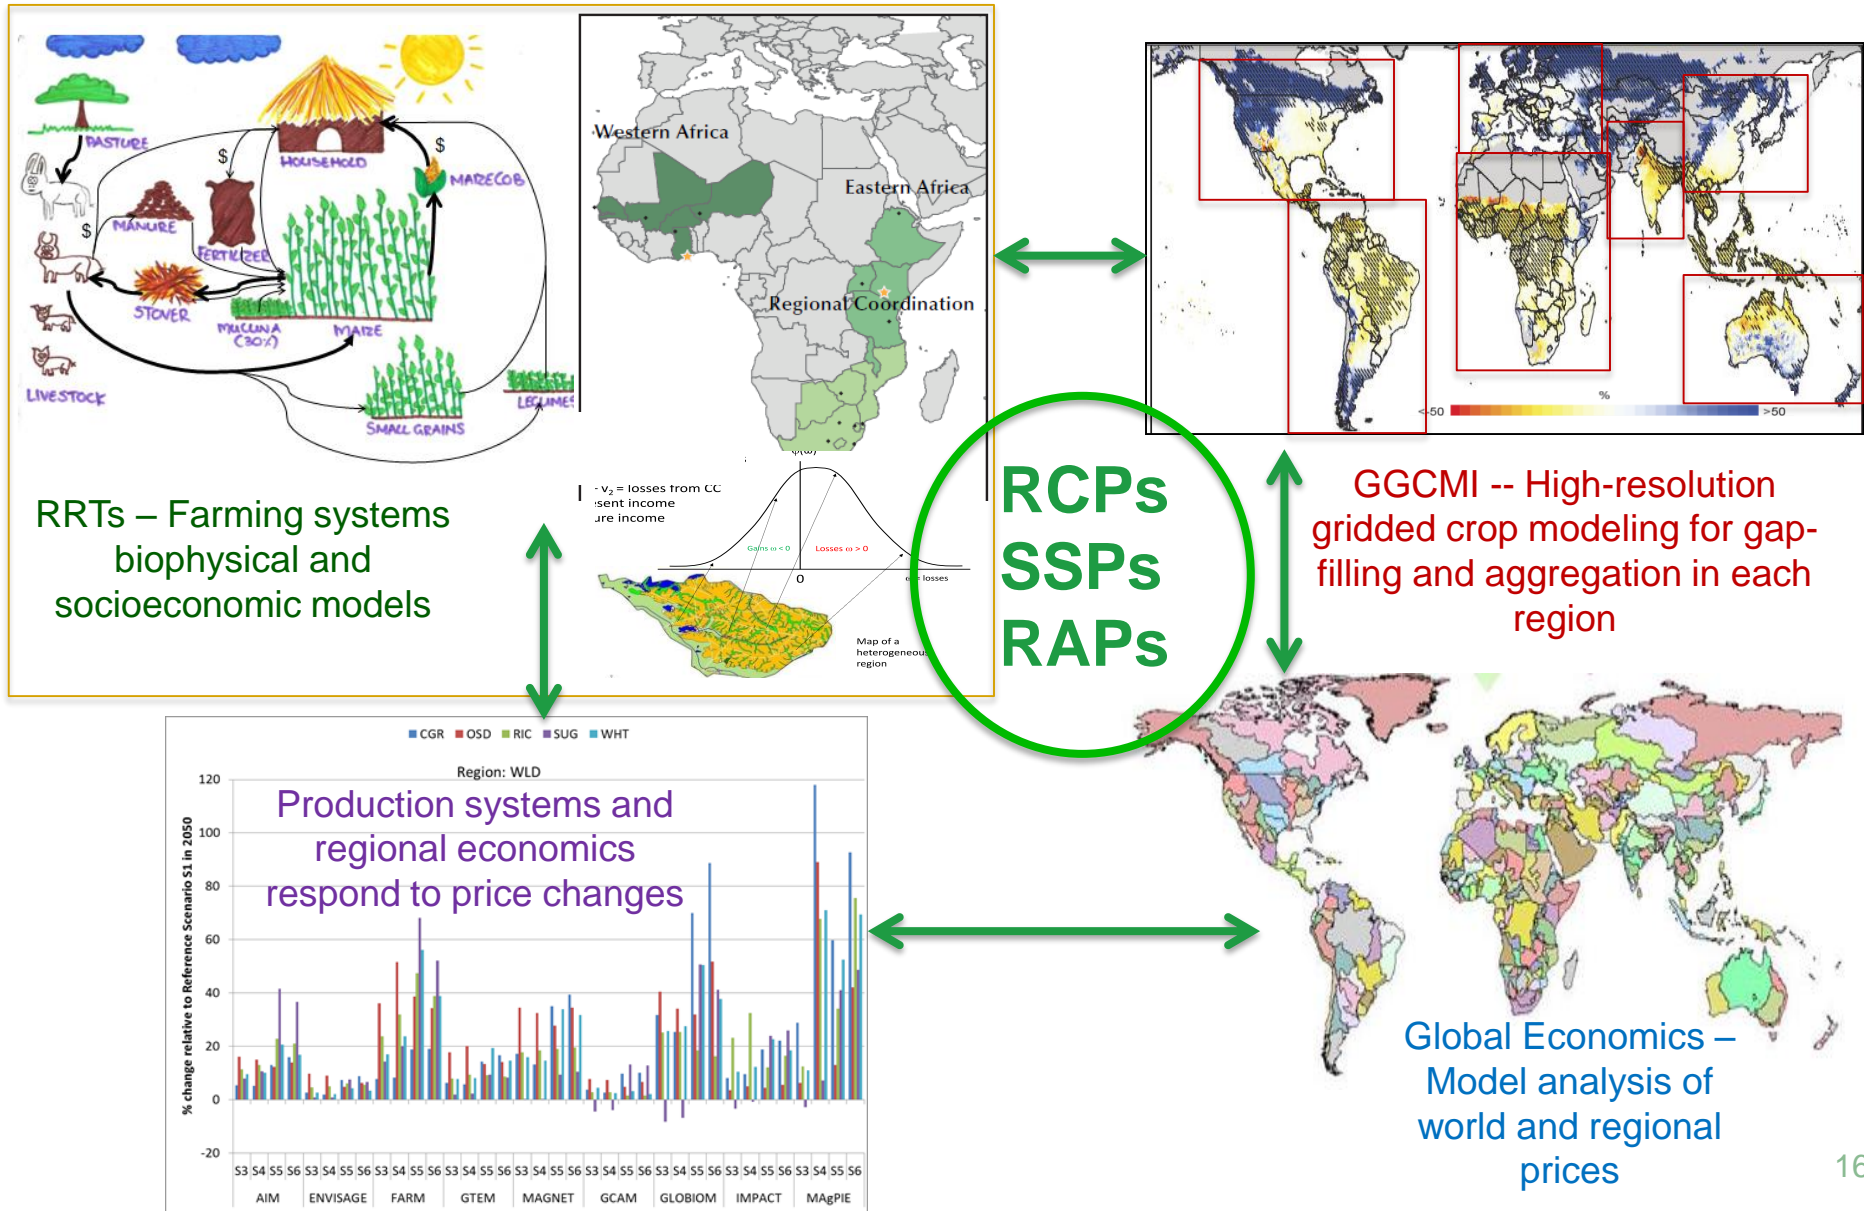 PASTURE
$
HOUSEHOLD
$
MAIZECOB
MANURE
FERTILIZER
$
STOVER
MUCUNA
(30%)
MAIZE
LIVESTOCK
SMALL GRAINS
LEGUMES
Western Africa
Eastern Africa
Regional Coordination
%
<-50
>50
RRTs – Farming systems
biophysical and
socioeconomic models
- v2 = losses from CC
esent income
ure income
φ(ω)
Gains ω < 0
Losses ω > 0
0
= losses
Map of a
heterogeneous
region
RCPs
SSPs
RAPs
GGCMI -- High-resolution
gridded crop modeling for gap-
filling and aggregation in each
region
CGR OSD RIC SUG WHT
Region: WLD
Production systems and
regional economics
respond to price changes
% change relative to Reference Scenario S1 in 2050
120
100
80
60
40
20
0
-20
S3 S4 S5 S6 S3 S4 S5 S6 S3 S4 S5 S6 S3 S4 S5 S6 S3 S4 S5 S6 S3 S4 S5 S6 S3 S4 S5 S6 S3 S4 S5 S6 S3 S4 S5 S6
AIM ENVISAGE FARM GTEM MAGNET GCAM GLOBIOM IMPACT MAgPIE
Global Economics –
Model analysis of
world and regional
prices
16